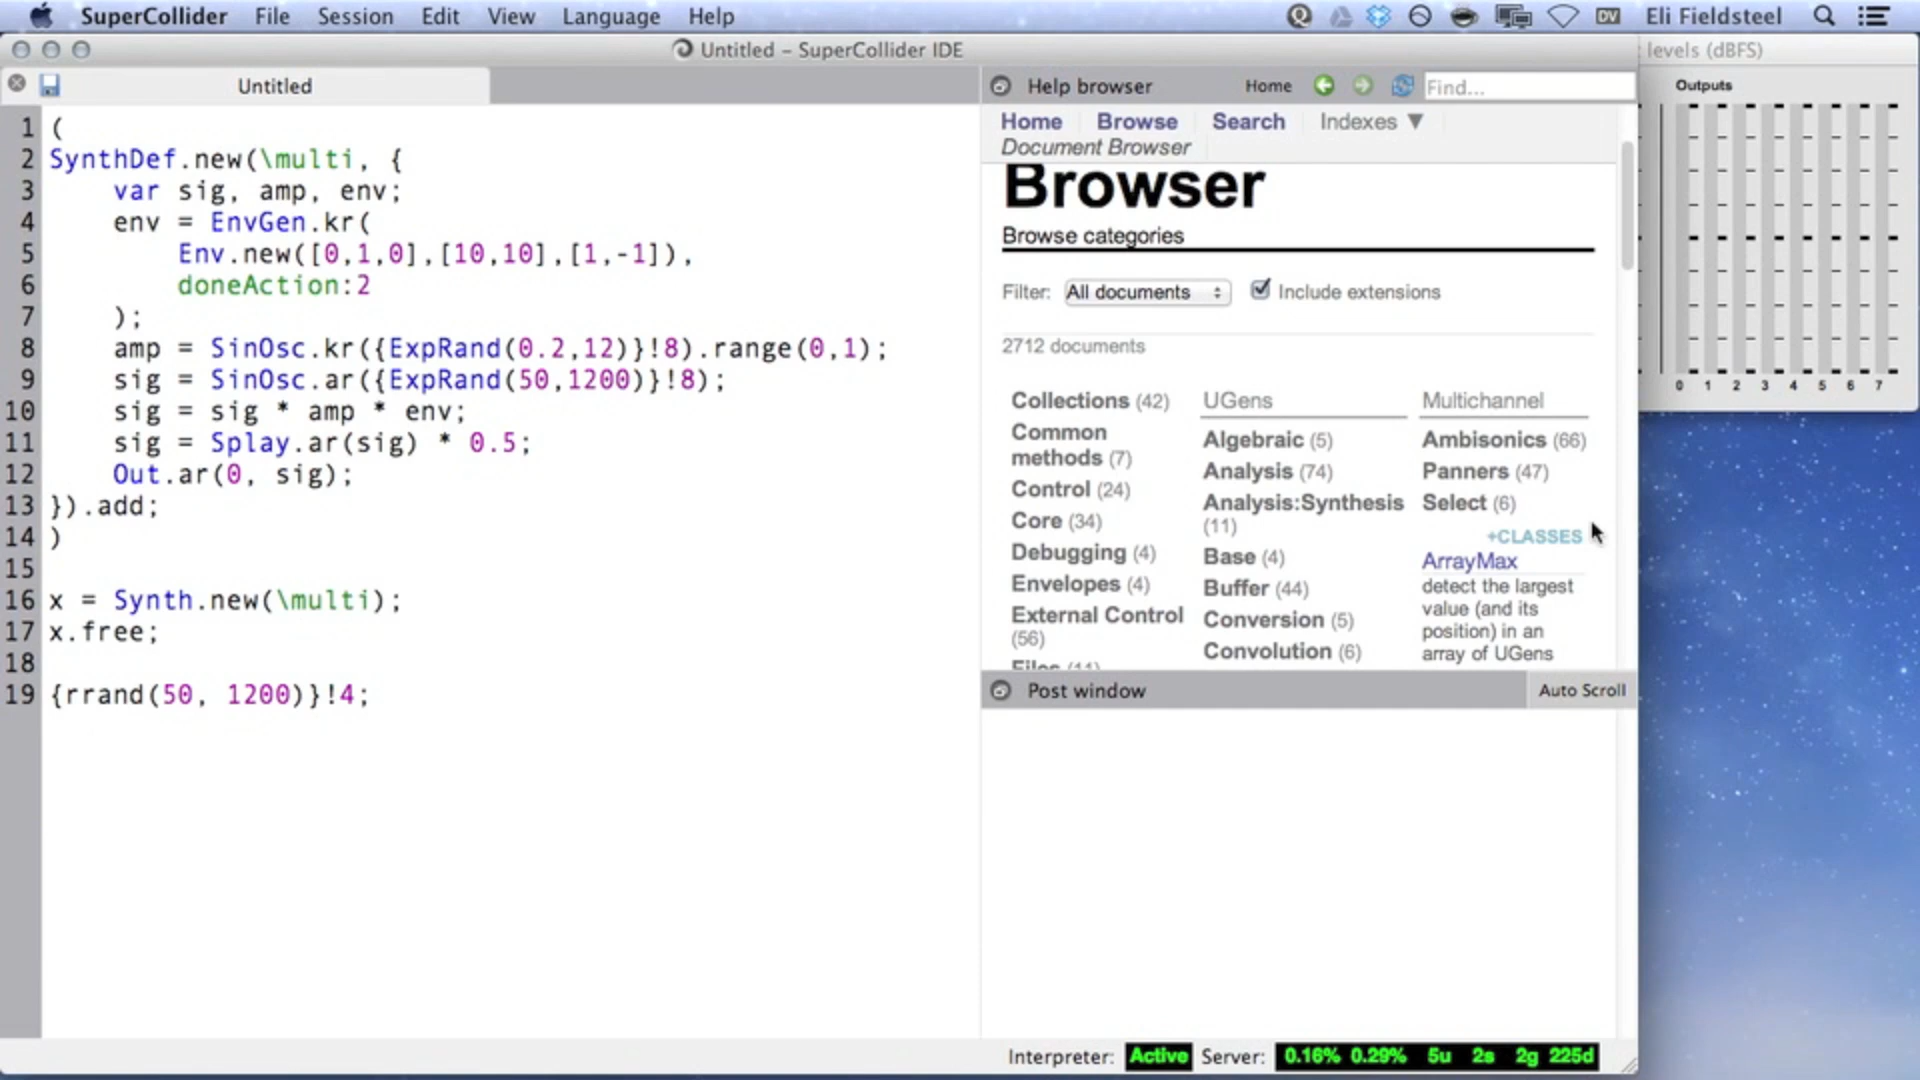 SuperCollider File Session Edit View Language Help DV Eli Fieldsteel
Untitled – SuperCollider IDE
levels (dBFS)
Untitled
Help browser Home Find...
Outputs
Home Browse Search Indexes ▼
Document Browser
Browser
Browse categories
Filter: All documents Include extensions
2712 documents
Collections (42)
Common
methods (7)
Control (24)
Core (34)
Debugging (4)
Envelopes (4)
External Control
(56)
Files (11)
UGens
Algebraic (5)
Analysis (74)
Analysis:Synthesis
(11)
Base (4)
Buffer (44)
Conversion (5)
Convolution (6)
Multichannel
Ambisonics (66)
Panners (47)
Select (6)
+CLASSES
ArrayMax
detect the largest
value (and its
position) in an
array of UGens
0 1 2 3 4 5 6 7
1 (
2 SynthDef.new(\multi, {
3 var sig, amp, env;
4 env = EnvGen.kr(
5 Env.new([0,1,0],[10,10],[1,-1]),
6 doneAction:2
7 );
8 amp = SinOsc.kr({ExpRand(0.2,12)}!8).range(0,1);
9 sig = SinOsc.ar({ExpRand(50,1200)}!8);
10 sig = sig * amp * env;
11 sig = Splay.ar(sig) * 0.5;
12 Out.ar(0, sig);
13 }).add;
14 )
15
16 x = Synth.new(\multi);
17 x.free;
18
19 {rrand(50, 1200)}!4;
Post window Auto Scroll
Interpreter: Active Server: 0.16% 0.29% 5u 2s 2g 225d